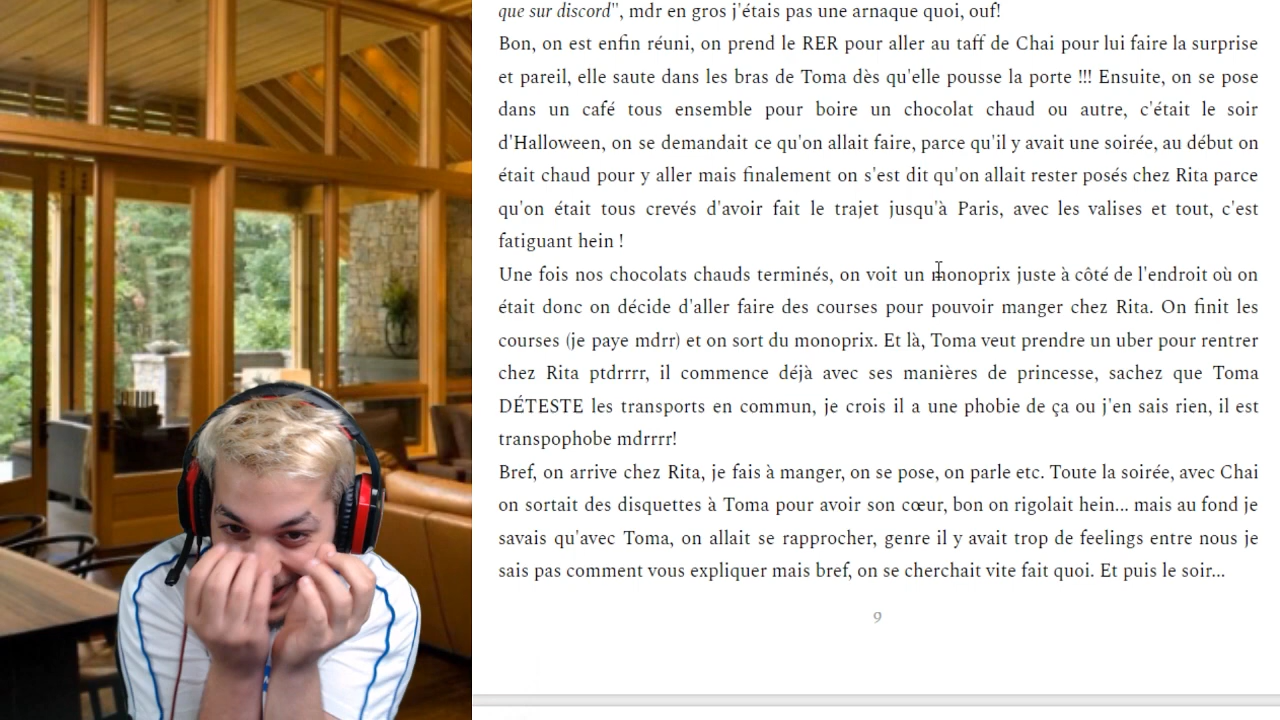 que sur discord", mdr en gros j'étais pas une arnaque quoi, ouf!
Bon, on est enfin réuni, on prend le RER pour aller au taff de Chai pour lui faire la surprise
et pareil, elle saute dans les bras de Toma dès qu'elle pousse la porte !!! Ensuite, on se pose
dans un café tous ensemble pour boire un chocolat chaud ou autre, c'était le soir
d'Halloween, on se demandait ce qu'on allait faire, parce qu'il y avait une soirée, au début on
était chaud pour y aller mais finalement on s'est dit qu'on allait rester posés chez Rita parce
qu'on était tous crevés d'avoir fait le trajet jusqu'à Paris, avec les valises et tout, c'est
fatiguant hein !
Une fois nos chocolats chauds terminés, on voit un monoprix juste à côté de l'endroit où on
était donc on décide d'aller faire des courses pour pouvoir manger chez Rita. On finit les
courses (je paye mdrr) et on sort du monoprix. Et là, Toma veut prendre un uber pour rentrer
chez Rita ptdrrrr, il commence déjà avec ses manières de princesse, sachez que Toma
DÉTESTE les transports en commun, je crois il a une phobie de ça ou j'en sais rien, il est
transpophobe mdrrrr!
Bref, on arrive chez Rita, je fais à manger, on se pose, on parle etc. Toute la soirée, avec Chai
on sortait des disquettes à Toma pour avoir son cœur, bon on rigolait hein... mais au fond je
savais qu'avec Toma, on allait se rapprocher, genre il y avait trop de feelings entre nous je
sais pas comment vous expliquer mais bref, on se cherchait vite fait quoi. Et puis le soir...
9